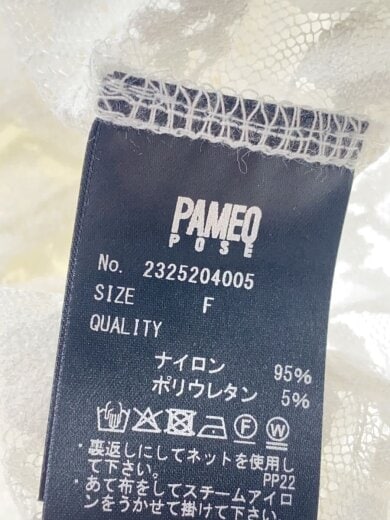 PAMEO
POSE
No. 2325204005
SIZE F
QUALITY
ナイロン 95%
ポリウレタン 5%
・裏返しにしてネットを使用し
て下さい。
PP22
・あて布をしてスチームアイロ
ンをうかせて掛けて下さい